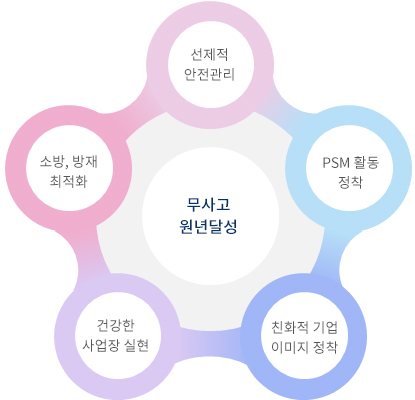 선제적
안전관리
소방, 방재
최적화
PSM 활동
정착
무사고
원년달성
건강한
사업장 실현
친화적 기업
이미지 정착